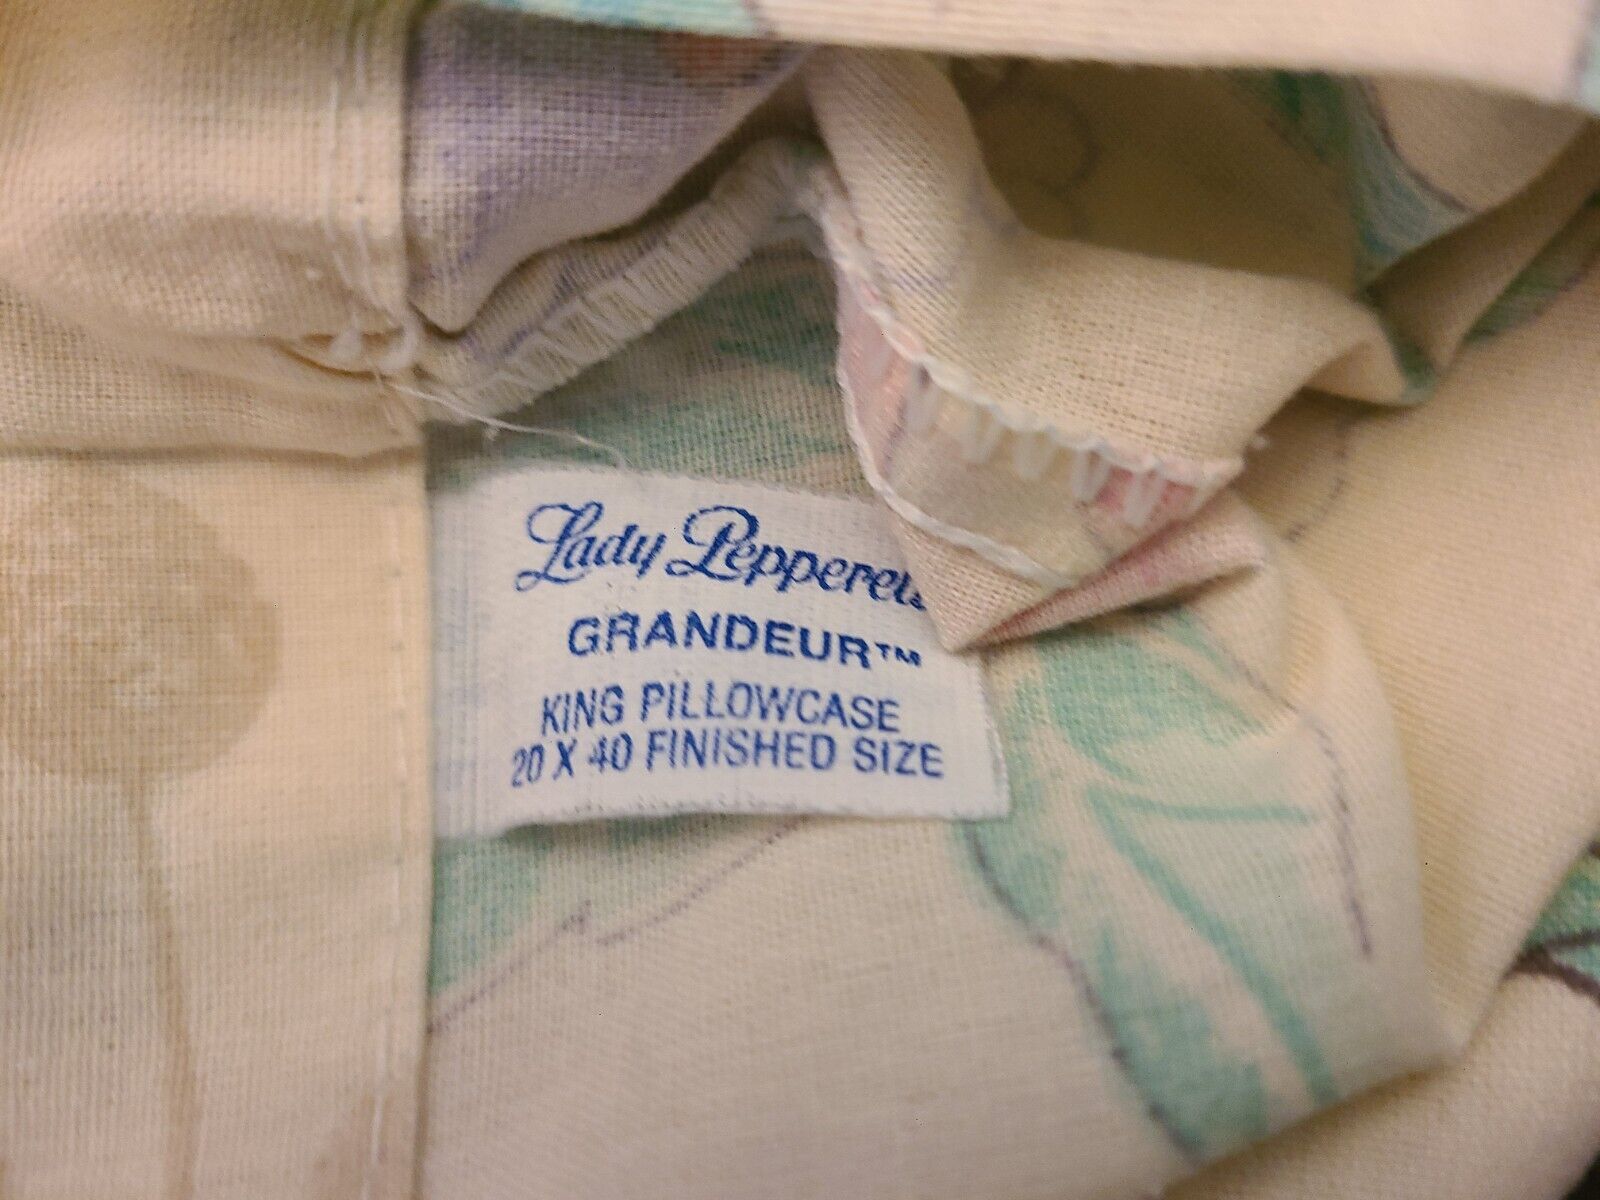 Lady Pepperell
GRANDEUR™
KING PILLOWCASE
20 X 40 FINISHED SIZE